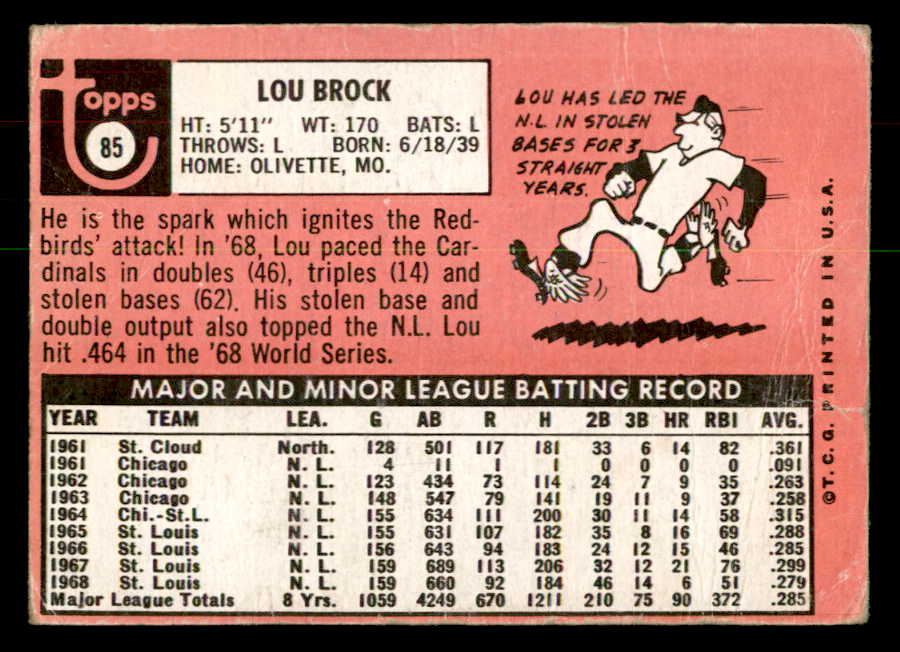 Topps
85
LOU BROCK
HT: 5'11" WT: 170 BATS: L
THROWS: L BORN: 6/18/39
HOME: OLIVETTE, MO.
LOU HAS LED THE
N.L. IN STOLEN
BASES FOR 3
STRAIGHT
YEARS.
He is the spark which ignites the Red-
birds' attack! In '68, Lou paced the Car-
dinals in doubles (46), triples (14) and
stolen bases (62). His stolen base and
double output also topped the N.L. Lou
hit .464 in the '68 World Series.
©T.C.G. PRINTED IN U.S.A.
MAJOR AND MINOR LEAGUE BATTING RECORD
YEAR TEAM LEA. G AB R H 2B 3B HR RBI AVG.
1961 St. Cloud North. 128 501 117 181 33 6 14 82 .361
1961 Chicago N. L. 4 11 1 1 0 0 0 0 .091
1962 Chicago N. L. 123 434 73 114 24 7 9 35 .263
1963 Chicago N. L. 148 547 79 141 19 11 9 37 .258
1964 Chi.-St.L. N. L. 155 634 111 200 30 11 14 58 .315
1965 St. Louis N. L. 155 631 107 182 35 8 16 69 .288
1966 St. Louis N. L. 156 643 94 183 24 12 15 46 .285
1967 St. Louis N. L. 159 689 113 206 32 12 21 76 .299
1968 St. Louis N. L. 159 660 92 184 46 14 6 51 .279
Major League Totals 8 Yrs. 1059 4249 670 1211 210 75 90 372 .285